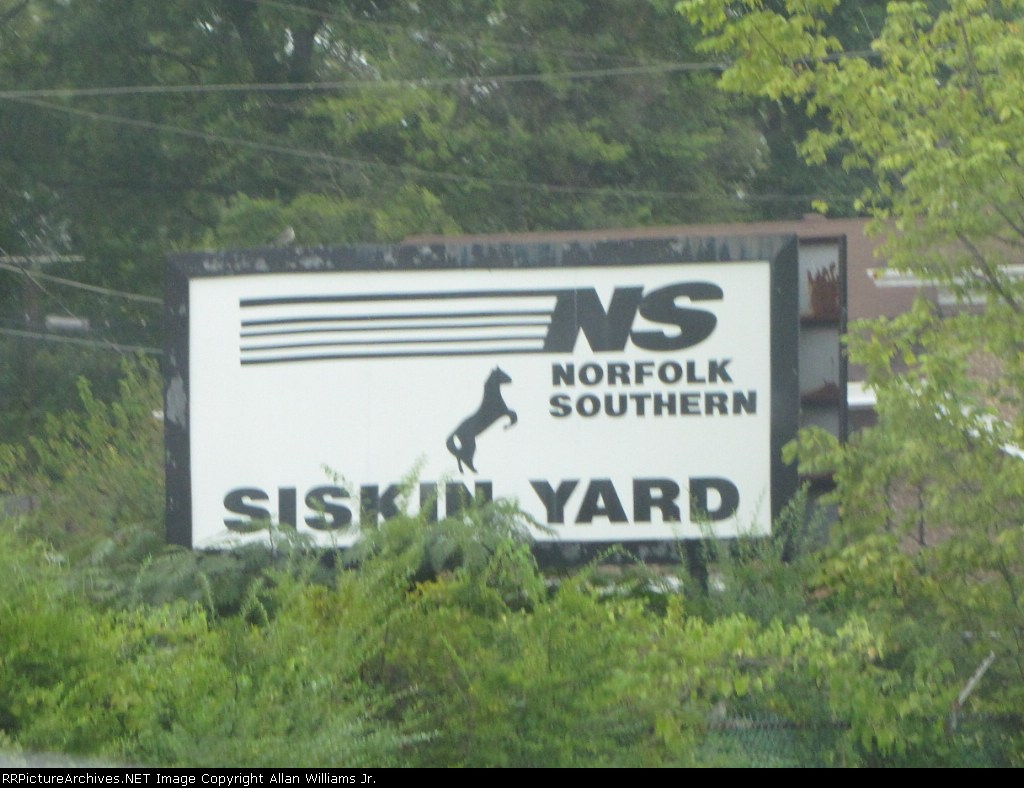 NS
NORFOLK
SOUTHERN
SISKIN YARD
RRPictureArchives.NET Image Copyright Allan Williams Jr.